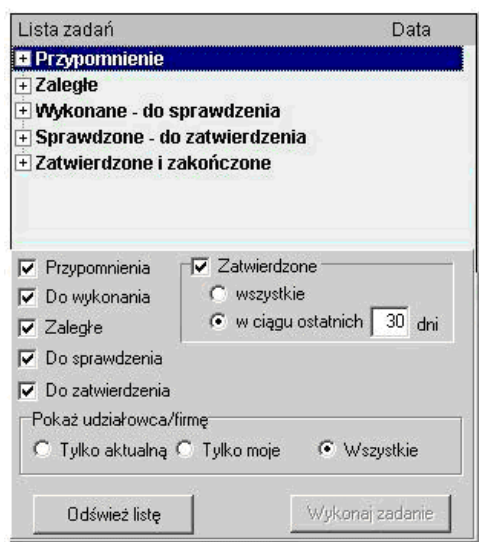 Lista zadań Data
Przypomnienie
Zaległe
Wykonane - do sprawdzenia
Sprawdzone - do zatwierdzenia
Zatwierdzone i zakończone
Przypomnienia
Do wykonania
Zaległe
Do sprawdzenia
Do zatwierdzenia
Zatwierdzone
wszystkie
w ciągu ostatnich 30 dni
Pokaż udziałowca/firmę
Tylko aktualną Tylko moje Wszystkie
Odśwież listę Wykonaj zadanie